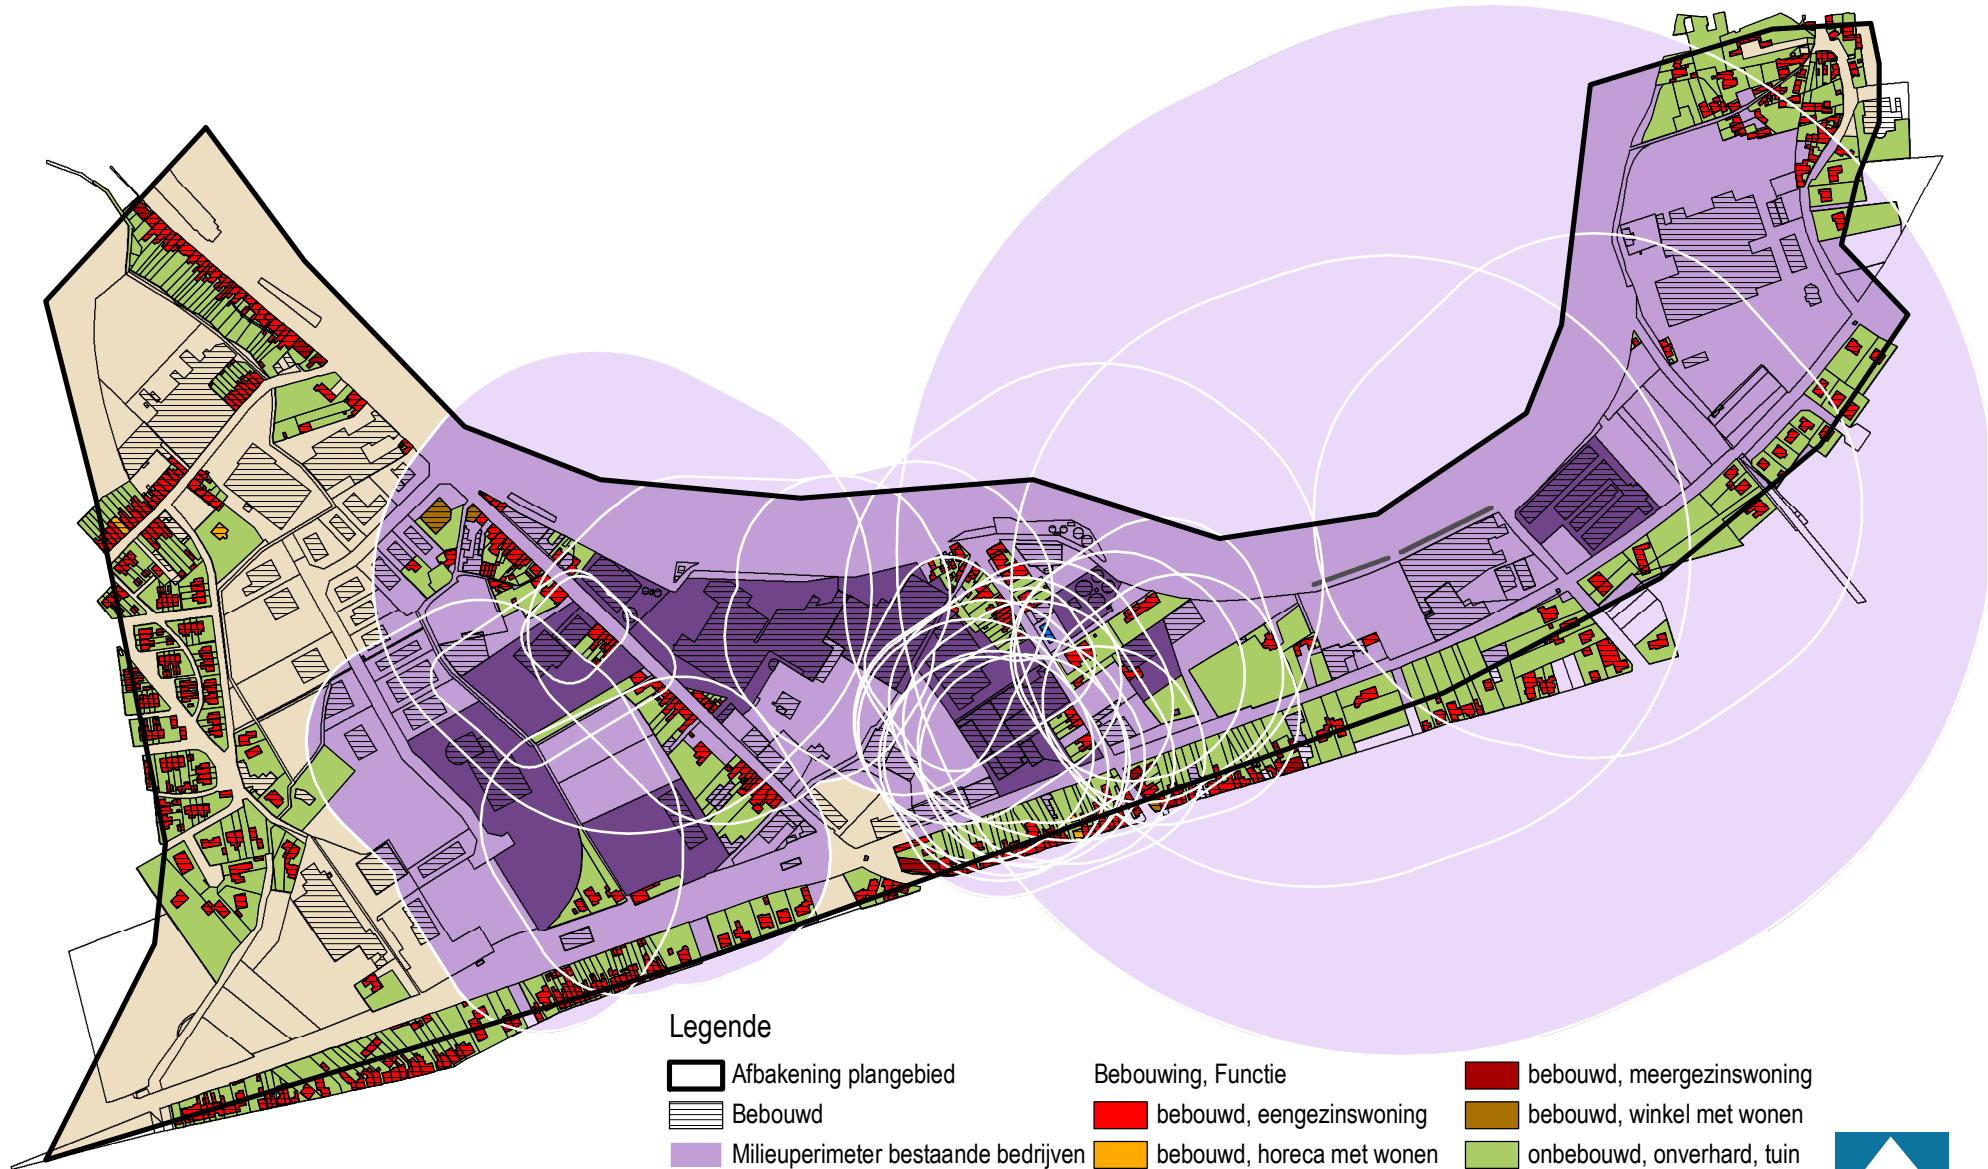 Legende
Afbakening plangebied
Bebouwd
Milieuperimeter bestaande bedrijven
Bebouwing, Functie
bebouwd, eengezinswoning
bebouwd, horeca met wonen
bebouwd, meergezinswoning
bebouwd, winkel met wonen
onbebouwd, onverhard, tuin